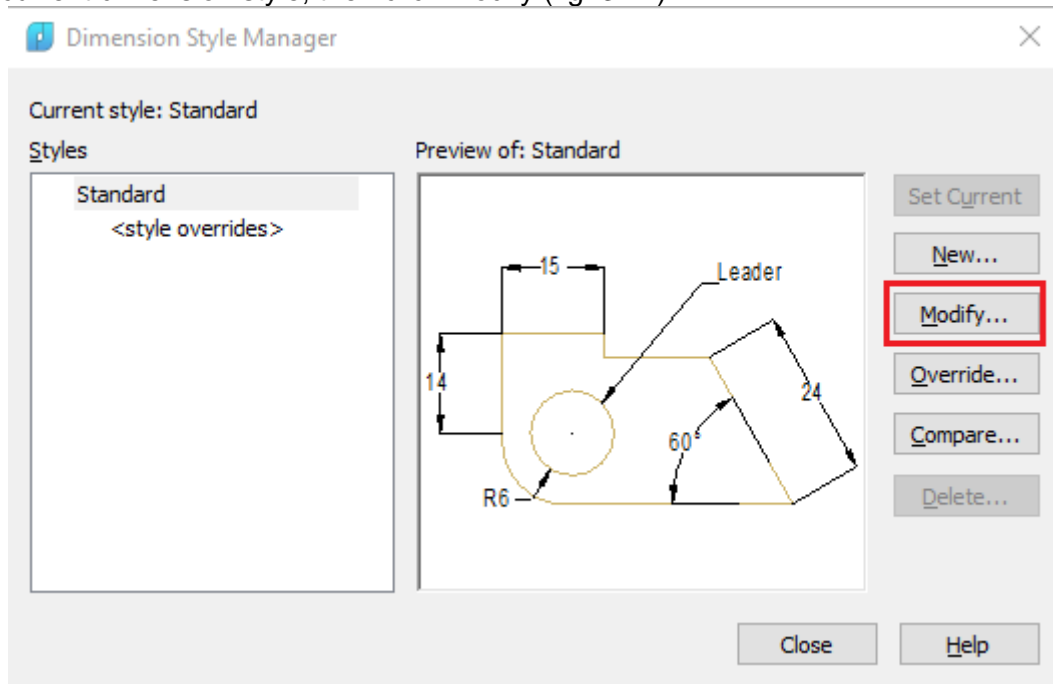 Dimension Style Manager
Current style: Standard
Styles
Preview of: Standard
Standard
<style overrides>
Set Current
New...
Modify...
Override...
Compare...
Delete...
15
Leader
14
24
60°
R6
Close
Help